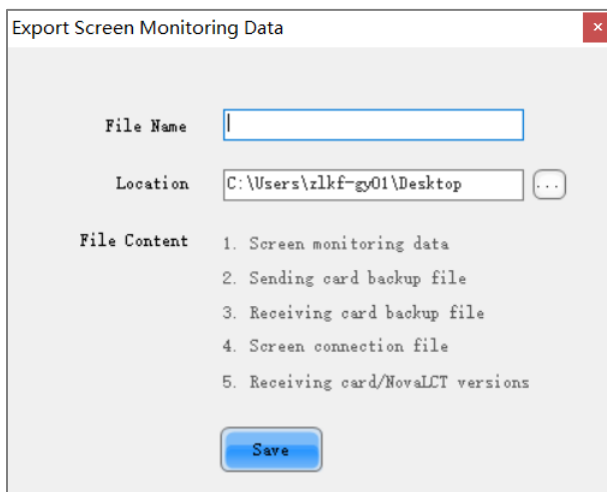 Export Screen Monitoring Data
×
File Name
Location C:\Users\zlkf-gy01\Desktop ...
File Content 1. Screen monitoring data
2. Sending card backup file
3. Receiving card backup file
4. Screen connection file
5. Receiving card/NovaLCT versions
Save